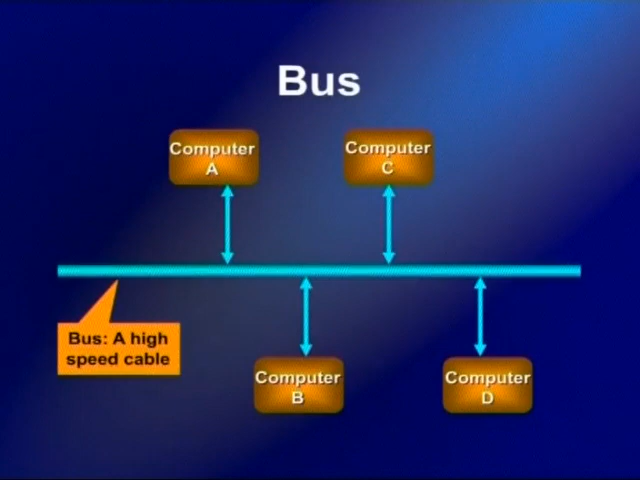 Bus
Computer
A
Computer
C
Bus: A high
speed cable
Computer
B
Computer
D